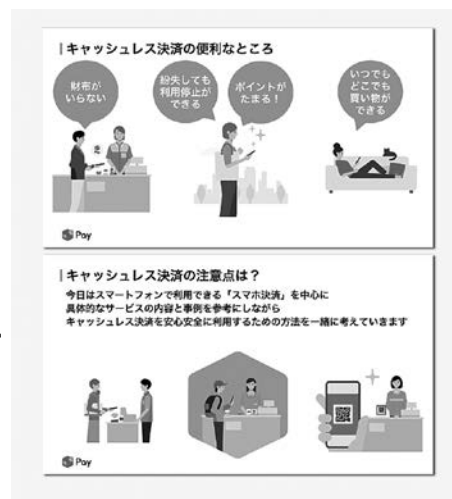 キャッシュレス決済の便利なところ
財布が
いらない
紛失しても
利用停止が
できる
ポイントが
たまる！
いつでも
どこでも
買い物が
できる
Pay
キャッシュレス決済の注意点は？
今日はスマートフォンで利用できる「スマホ決済」を中心に
具体的なサービスの内容と事例を参考にしながら
キャッシュレス決済を安心安全に利用するための方法を一緒に考えていきます
Pay